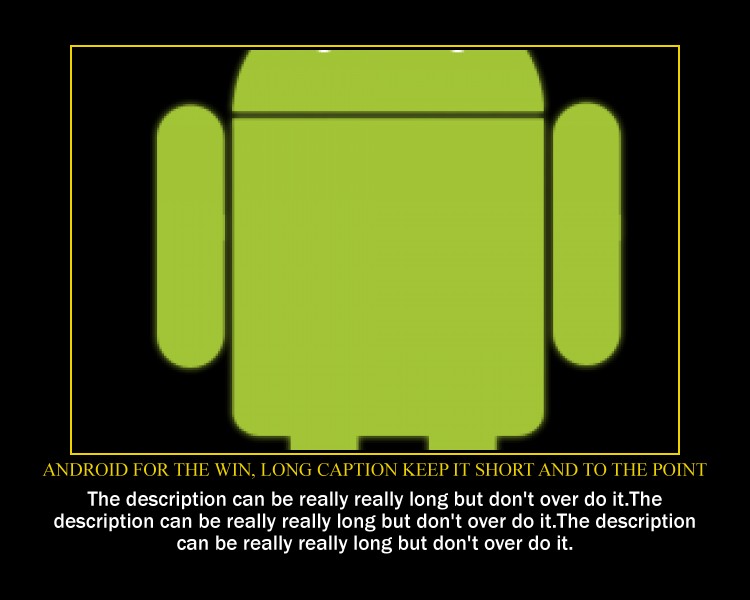 ANDROID FOR THE WIN, LONG CAPTION KEEP IT SHORT AND TO THE POINT
The description can be really really long but don't over do it.The
description can be really really long but don't over do it.The description
can be really really long but don't over do it.